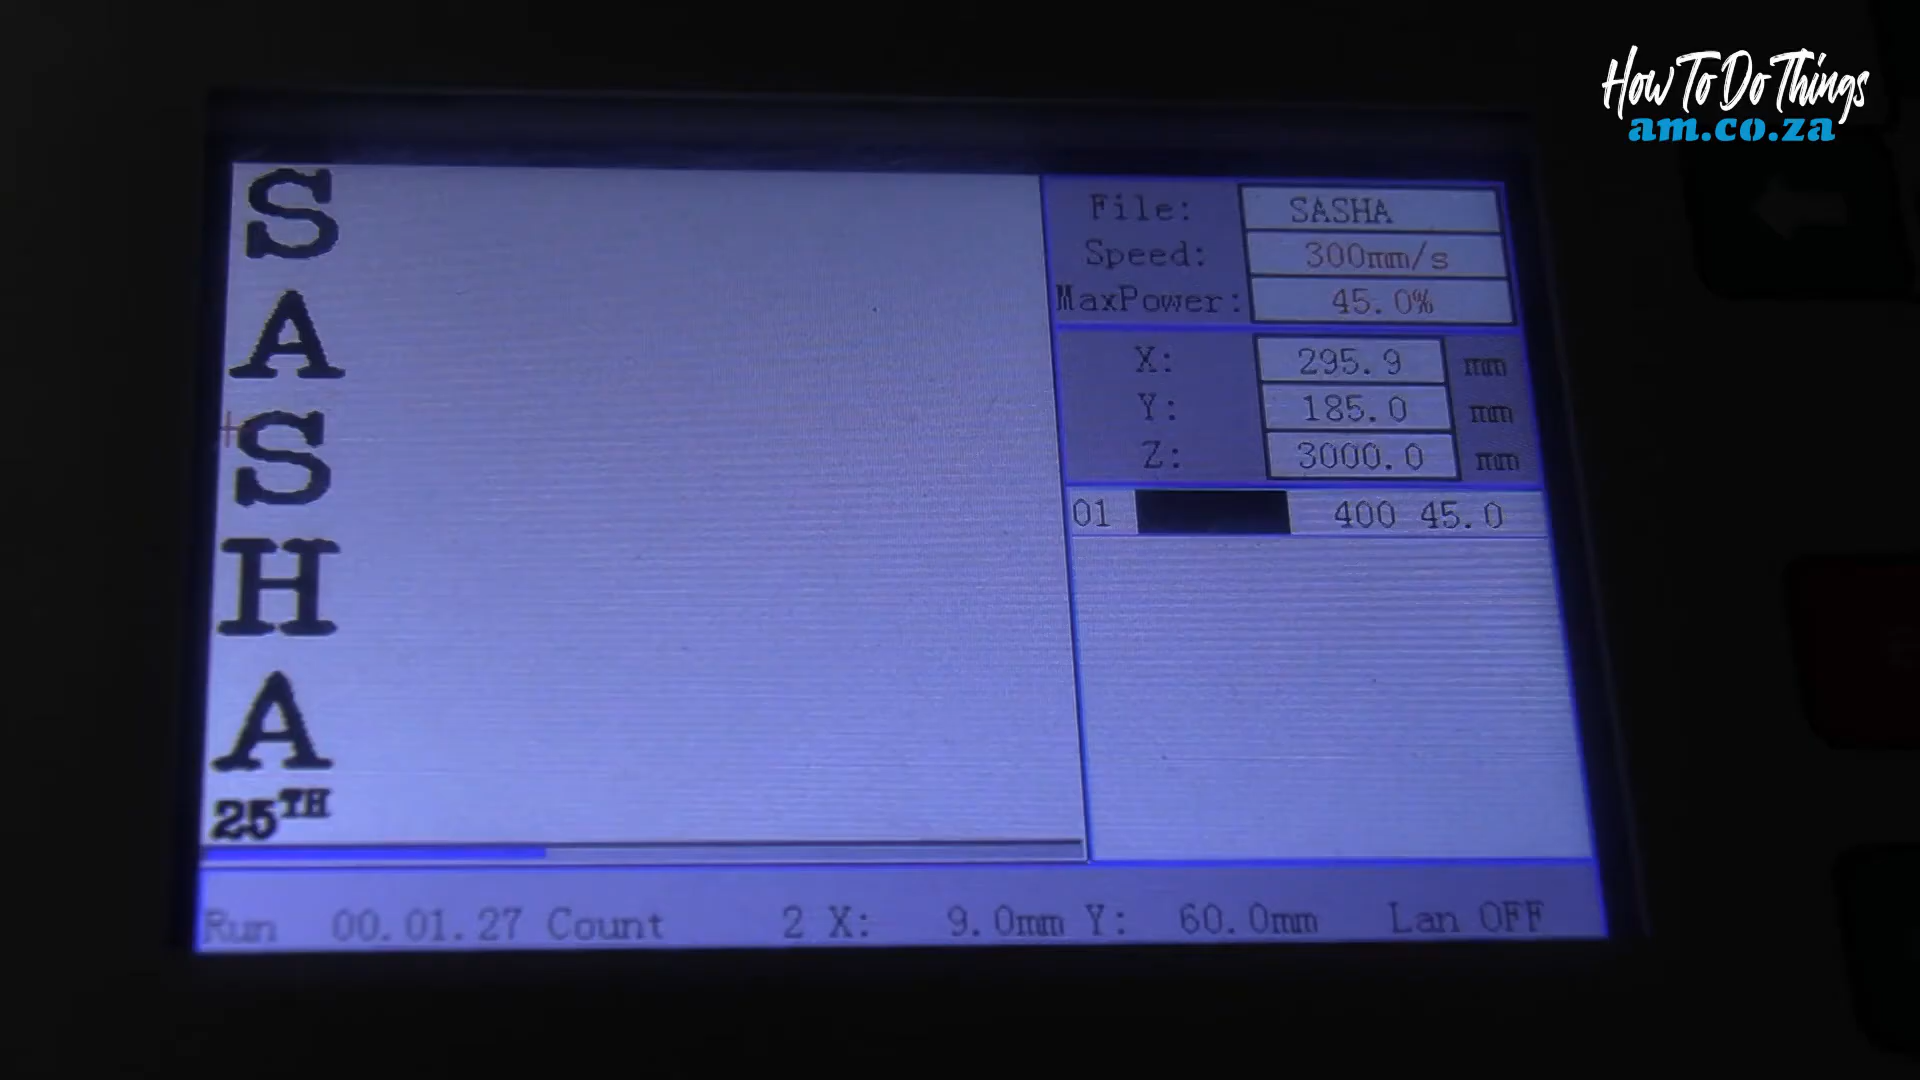 How To Do Things
am.co.za
S
A
S
H
A
25TH
File: SASHA
Speed: 300mm/s
MaxPower: 45.0%
X: 295.9 mm
Y: 185.0 mm
Z: 3000.0 mm
01 400 45.0
Run 00.01.27 Count 2 X: 9.0mm Y: 60.0mm Lan OFF